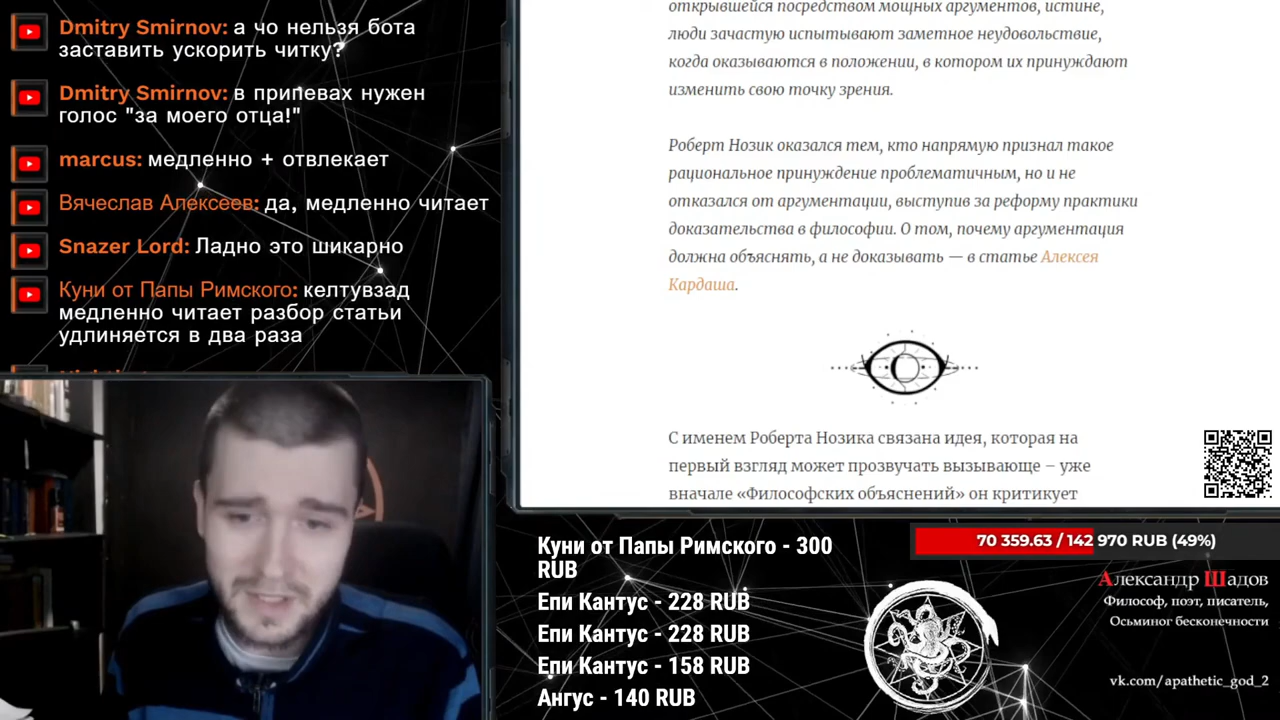 Dmitry Smirnov: а чо нельзя бота
заставить ускорить читку?
Dmitry Smirnov: в припевах нужен
голос "за моего отца!"
marcus: медленно + отвлекает
Вячеслав Алексеев: да, медленно читает
Snazer Lord: Ладно это шикарно
Куни от Папы Римского: келтувзад
медленно читает разбор статьи
удлиняется в два раза
открывшейся посредством мощных аргументов, истине,
люди зачастую испытывают заметное неудовольствие,
когда оказываются в положении, в котором их принуждают
изменить свою точку зрения.
Роберт Нозик оказался тем, кто напрямую признал такое
рациональное принуждение проблематичным, но и не
отказался от аргументации, выступив за реформу практики
доказательства в философии. О том, почему аргументация
должна объяснять, а не доказывать — в статье Алексея
Кардаша.
С именем Роберта Нозика связана идея, которая на
первый взгляд может прозвучать вызывающе – уже
вначале «Философских объяснений» он критикует
Куни от Папы Римского - 300
RUB
Епи Кантус - 228 RUB
Епи Кантус - 228 RUB
Епи Кантус - 158 RUB
Ангус - 140 RUB
70 359.63 / 142 970 RUB (49%)
Александр Шадов
Философ, поэт, писатель,
Осьминог бесконечности
vk.com/apathetic_god_2